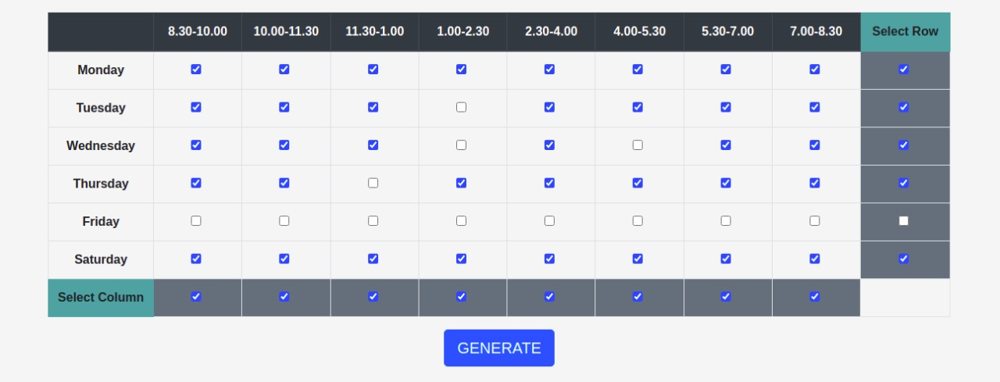 8.30-10.00 10.00-11.30 11.30-1.00 1.00-2.30 2.30-4.00 4.00-5.30 5.30-7.00 7.00-8.30 Select Row
Monday
Tuesday
Wednesday
Thursday
Friday
Saturday
Select Column
GENERATE